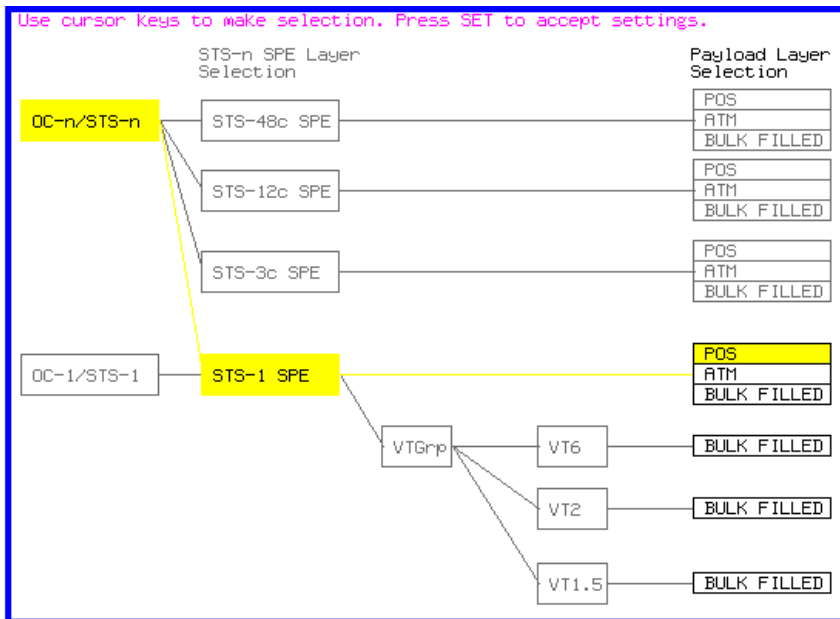 Use cursor keys to make selection. Press SET to accept settings.
STS-n SPE Layer
Selection
Payload Layer
Selection
OC-n/STS-n
STS-48c SPE
POS
ATM
BULK FILLED
STS-12c SPE
POS
ATM
BULK FILLED
STS-3c SPE
POS
ATM
BULK FILLED
OC-1/STS-1
STS-1 SPE
POS
ATM
BULK FILLED
VTGrp
VT6
BULK FILLED
VT2
BULK FILLED
VT1.5
BULK FILLED